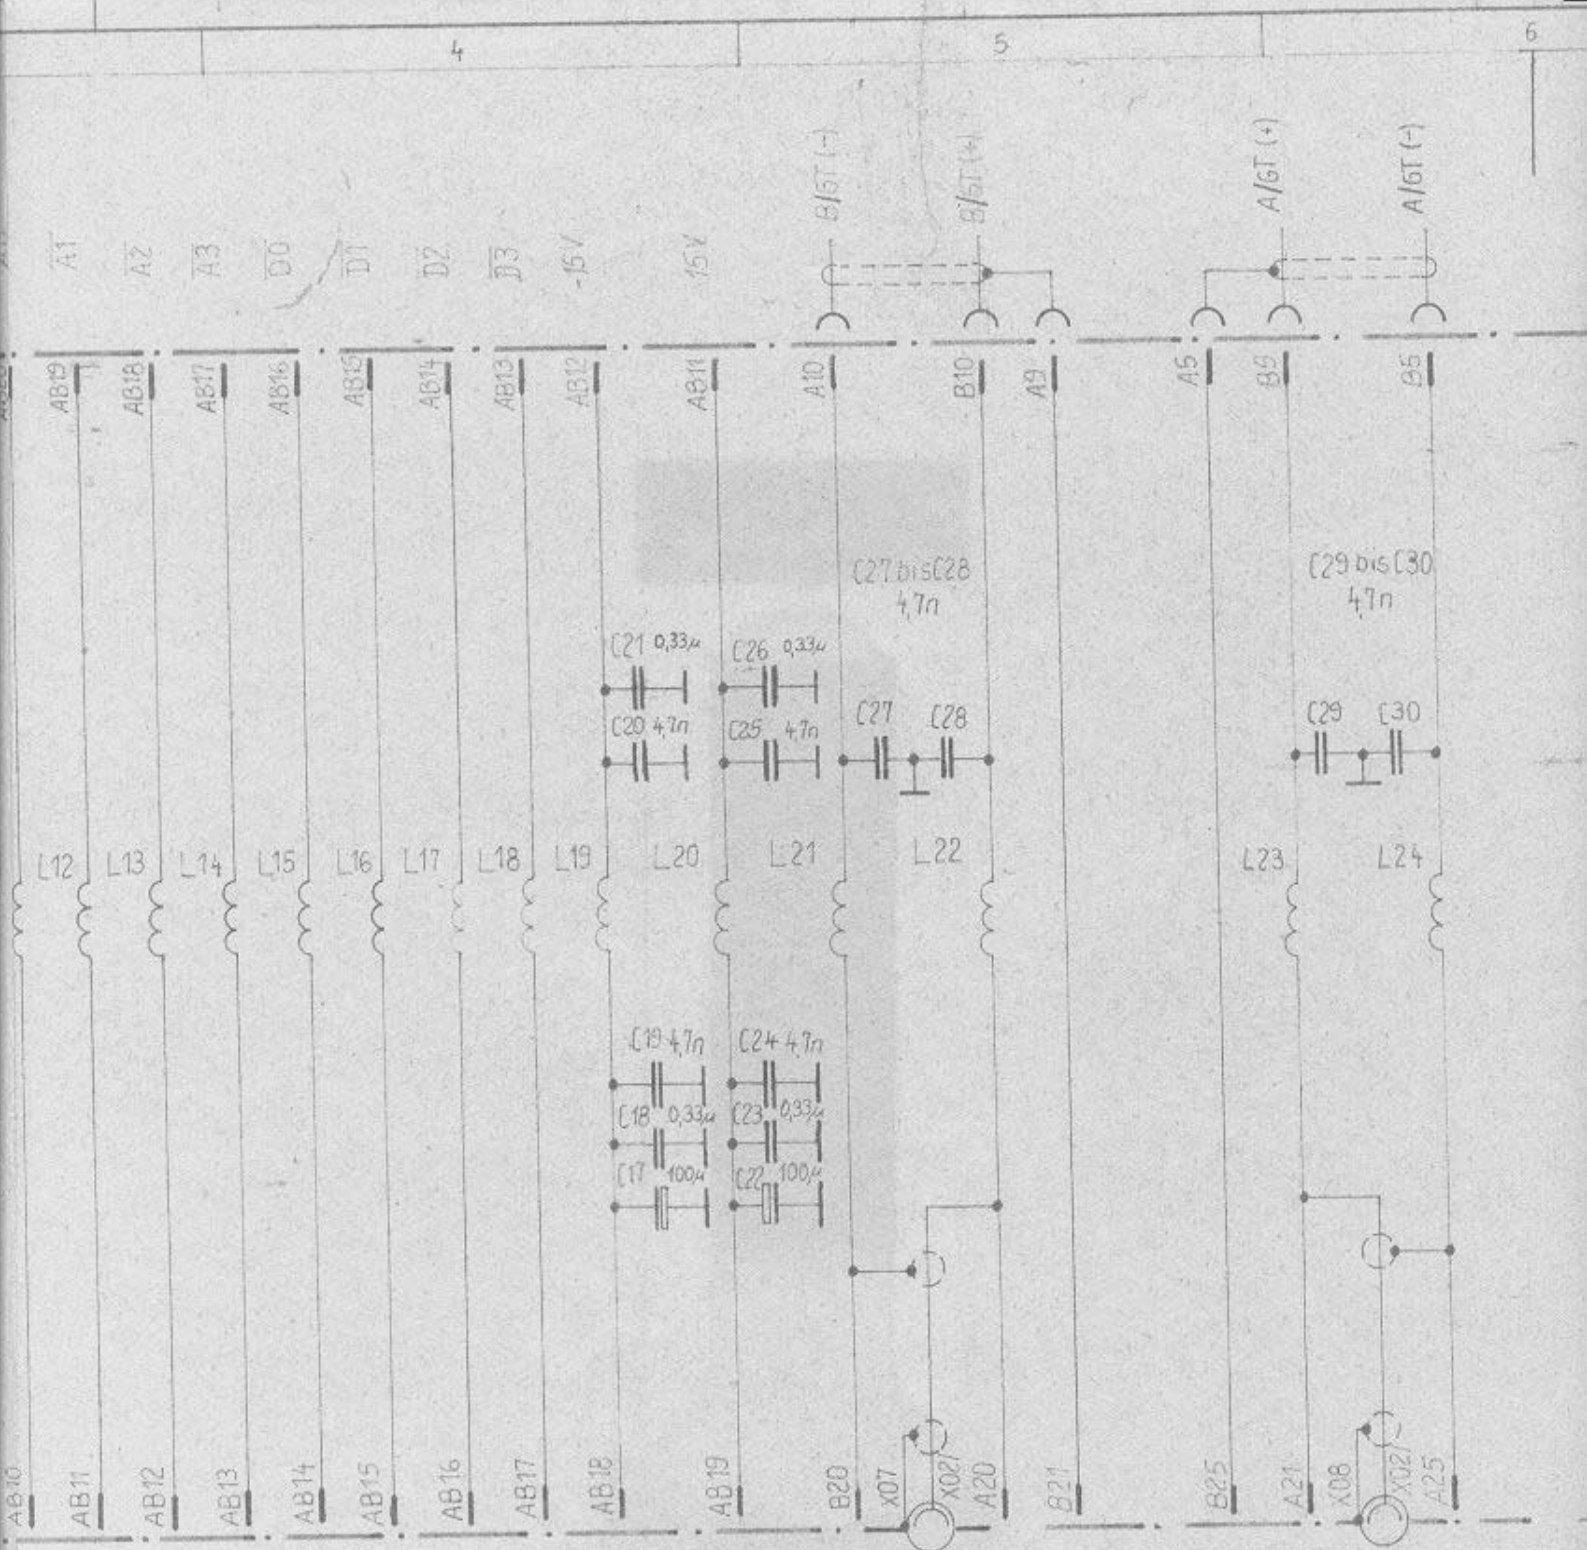 4 5 6
A1 A2 A3 D0 D1 D2 D3 -15V 15V B/GT(-) B/GT(+) A/GT(+) A/GT(-)
AB19 AB18 AB17 AB16 AB15 AB14 AB13 AB12 AB11 A10 B10 A9 A5 B9 B5
C27 bis C28 C29 bis C30
4,7n 4,7n
C21 0,33µ C26 0,33µ
C20 4,7n C25 4,7n C27 C28 C29 C30
L12 L13 L14 L15 L16 L17 L18 L19 L20 L21 L22 L23 L24
C19 4,7n C24 4,7n
C18 0,33µ C23 0,33µ
C17 100µ C22 100µ
AB10 AB11 AB12 AB13 AB14 AB15 AB16 AB17 AB18 AB19 B20 X07 X02/ A20 B21 B25 A21 X08 X02/ A25